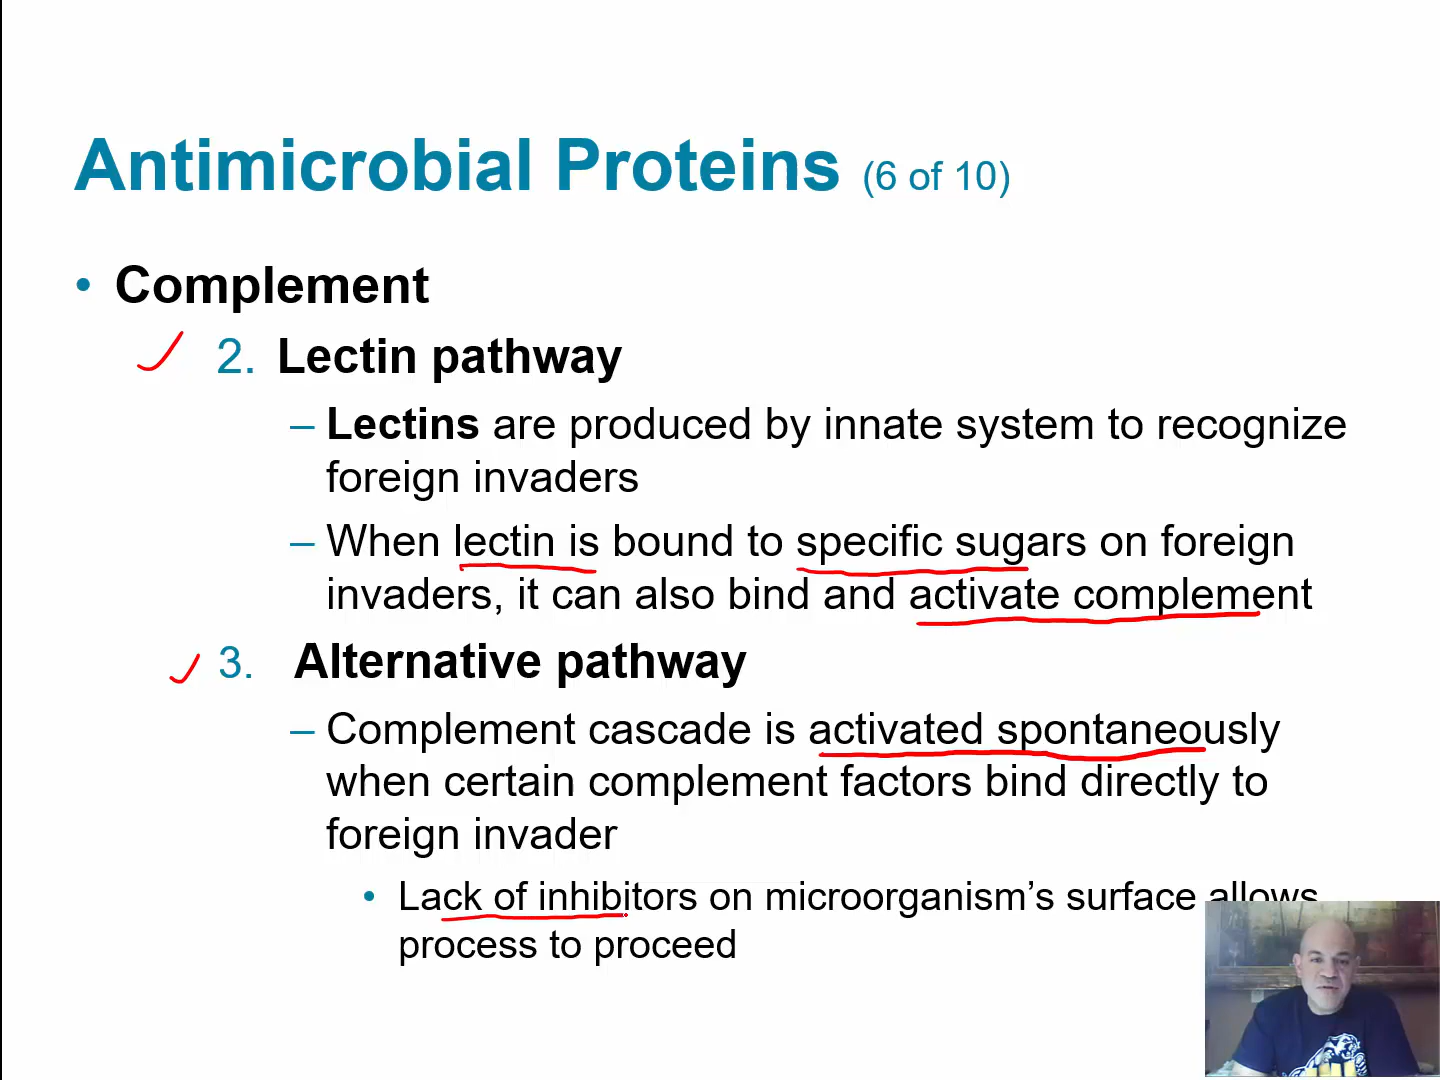 Antimicrobial Proteins (6 of 10)
• Complement
2. Lectin pathway
– Lectins are produced by innate system to recognize
foreign invaders
– When lectin is bound to specific sugars on foreign
invaders, it can also bind and activate complement
3. Alternative pathway
– Complement cascade is activated spontaneously
when certain complement factors bind directly to
foreign invader
• Lack of inhibitors on microorganism’s surface allows
process to proceed